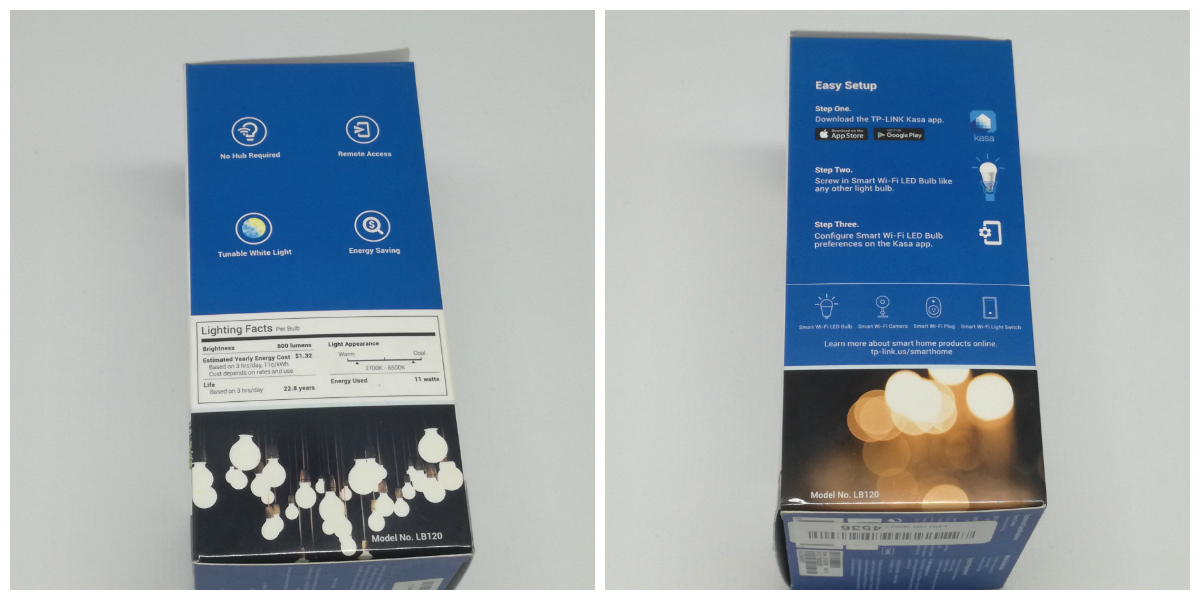 No Hub Required
Remote Access
Tunable White Light
Energy Saving
Lighting Facts Per Bulb
Brightness 800 lumens
Estimated Yearly Energy Cost $1.32
Based on 3 hrs/day, 11¢/kWh
Cost depends on rates and use
Life
Based on 3 hrs/day 22.8 years
Light Appearance
Warm Cool
2700K - 6500K
Energy Used 11 watts
Model No. LB120
Easy Setup
Step One.
Download the TP-LINK Kasa app.
Download on the
App Store
Google Play
kasa
Step Two.
Screw in Smart Wi-Fi LED Bulb like
any other light bulb.
Step Three.
Configure Smart Wi-Fi LED Bulb
preferences on the Kasa app.
Smart Wi-Fi LED Bulb Smart Wi-Fi Camera Smart Wi-Fi Plug Smart Wi-Fi Light Switch
Learn more about smart home products online.
tp-link.us/smarthome
Model No. LB120
4536